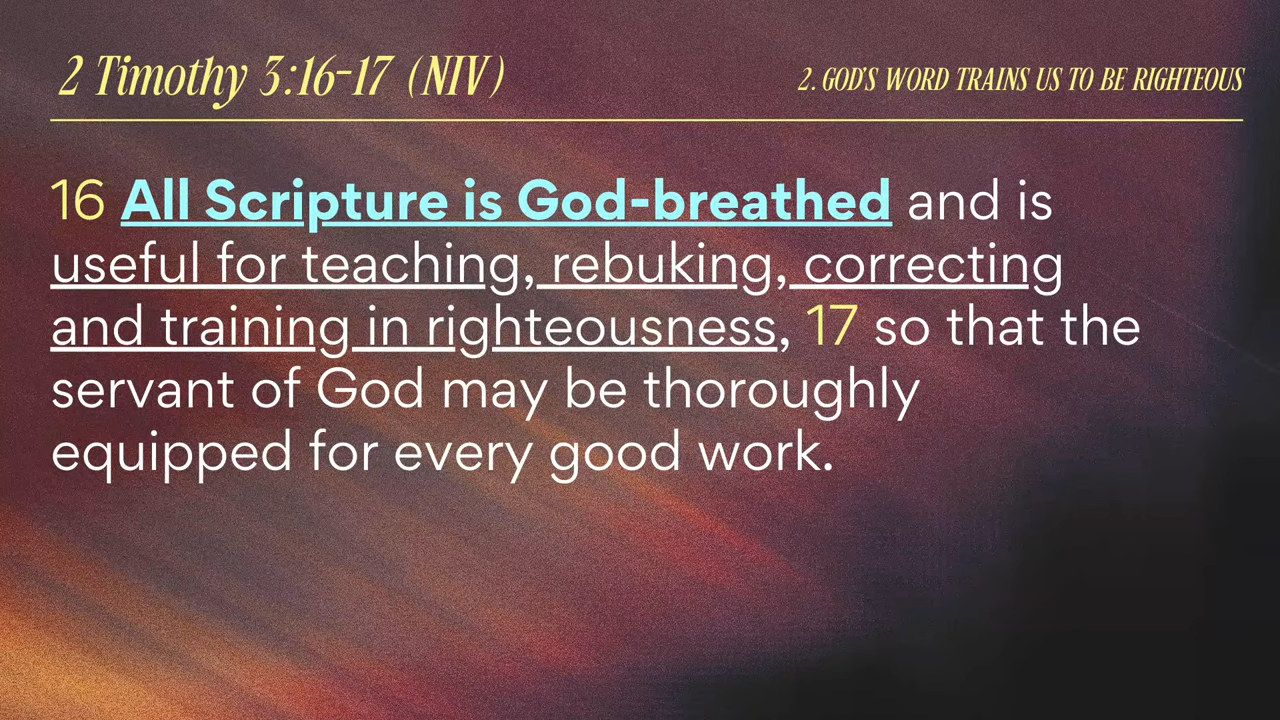 2 Timothy 3:16-17 (NIV)
2. GOD'S WORD TRAINS US TO BE RIGHTEOUS
16 All Scripture is God-breathed and is
useful for teaching, rebuking, correcting
and training in righteousness, 17 so that the
servant of God may be thoroughly
equipped for every good work.